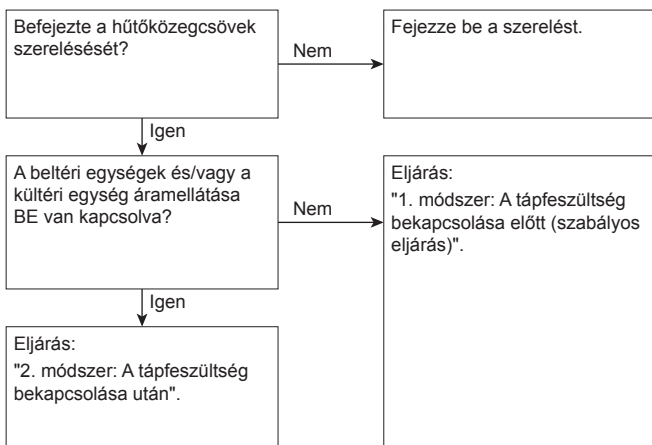 Befejezte a hűtőközegcsövek
szerelésését?
Nem
Fejezze be a szerelést.
Igen
A beltéri egységek és/vagy a
kültéri egység áramellátása
BE van kapcsolva?
Nem
Eljárás:
"1. módszer: A tápfeszültség
bekapcsolása előtt (szabályos
eljárás)".
Igen
Eljárás:
"2. módszer: A tápfeszültség
bekapcsolása után".